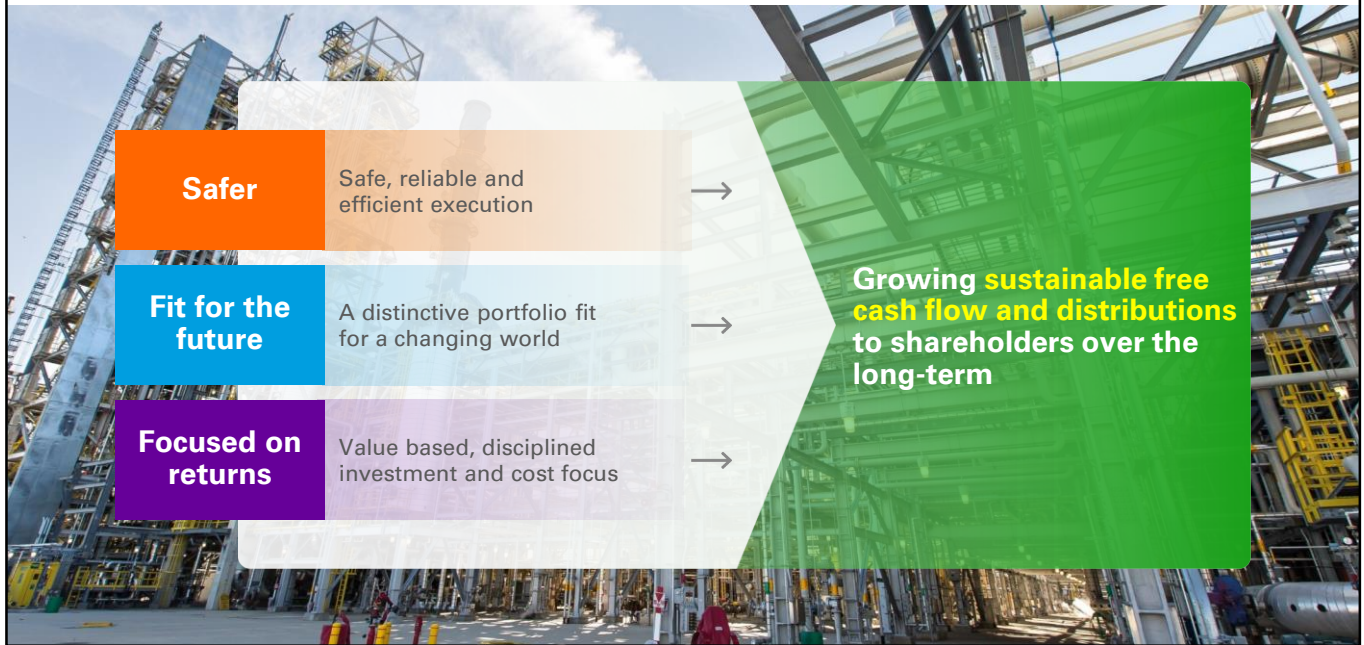 Safer
Safe, reliable and
efficient execution
Fit for the
future
A distinctive portfolio fit
for a changing world
Focused on
returns
Value based, disciplined
investment and cost focus
Growing sustainable free
cash flow and distributions
to shareholders over the
long-term